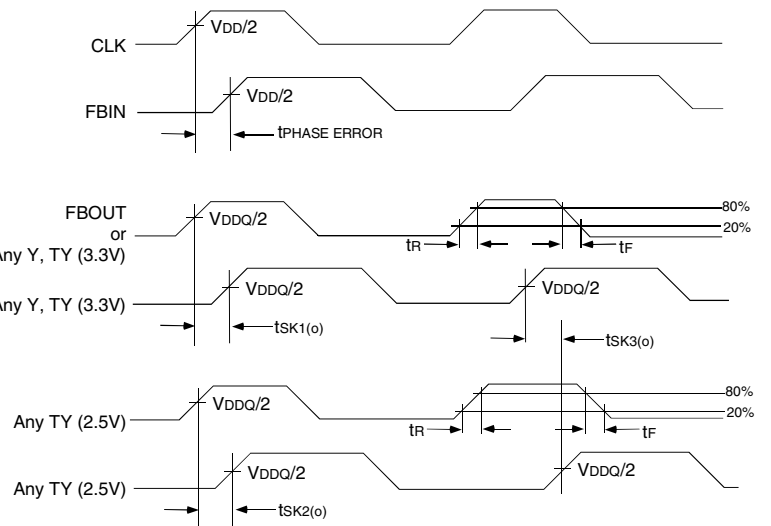 VDD/2
CLK
VDD/2
FBIN
tPHASE ERROR
FBOUT
or
Any Y, TY (3.3V)
VDDQ/2
80%
20%
tR
tF
Any Y, TY (3.3V)
VDDQ/2
VDDQ/2
tSK1(o)
tSK3(o)
Any TY (2.5V)
VDDQ/2
80%
20%
tR
tF
Any TY (2.5V)
VDDQ/2
VDDQ/2
tSK2(o)